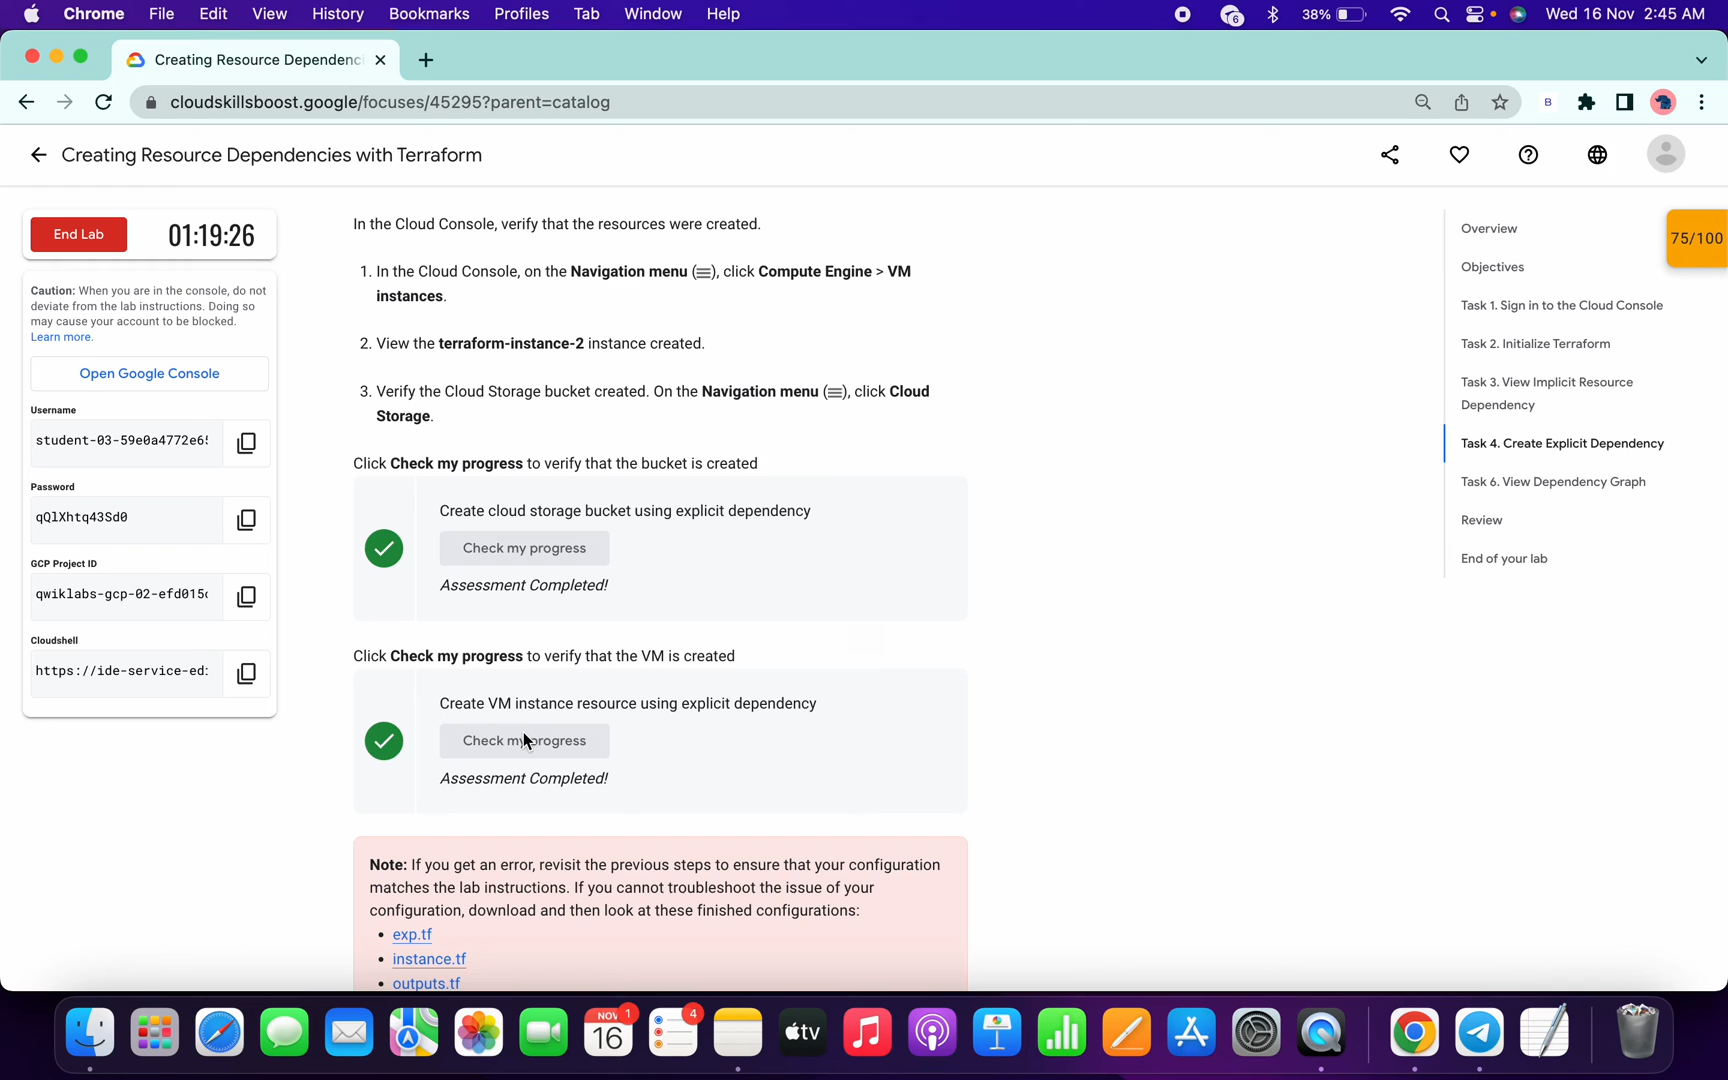 Chrome File Edit View History Bookmarks Profiles Tab Window Help 6 38% Wed 16 Nov 2:45 AM
Creating Resource Dependenc
cloudskillsboost.google/focuses/45295?parent=catalog B
Creating Resource Dependencies with Terraform
End Lab 01:19:26
Caution: When you are in the console, do not
deviate from the lab instructions. Doing so
may cause your account to be blocked.
Learn more.
Open Google Console
Username
student-03-59e0a4772e6
Password
qQlXhtq43Sd0
GCP Project ID
qwiklabs-gcp-02-efd015
Cloudshell
https://ide-service-ed
In the Cloud Console, verify that the resources were created.
1. In the Cloud Console, on the Navigation menu (≡), click Compute Engine > VM
instances.
2. View the terraform-instance-2 instance created.
3. Verify the Cloud Storage bucket created. On the Navigation menu (≡), click Cloud
Storage.
Click Check my progress to verify that the bucket is created
Create cloud storage bucket using explicit dependency
Check my progress
Assessment Completed!
Click Check my progress to verify that the VM is created
Create VM instance resource using explicit dependency
Check my progress
Assessment Completed!
Note: If you get an error, revisit the previous steps to ensure that your configuration
matches the lab instructions. If you cannot troubleshoot the issue of your
configuration, download and then look at these finished configurations:
• exp.tf
• instance.tf
• outputs.tf
Overview
Objectives
Task 1. Sign in to the Cloud Console
Task 2. Initialize Terraform
Task 3. View Implicit Resource
Dependency
Task 4. Create Explicit Dependency
Task 6. View Dependency Graph
Review
End of your lab
75/100
NOV 1
16
4
tv